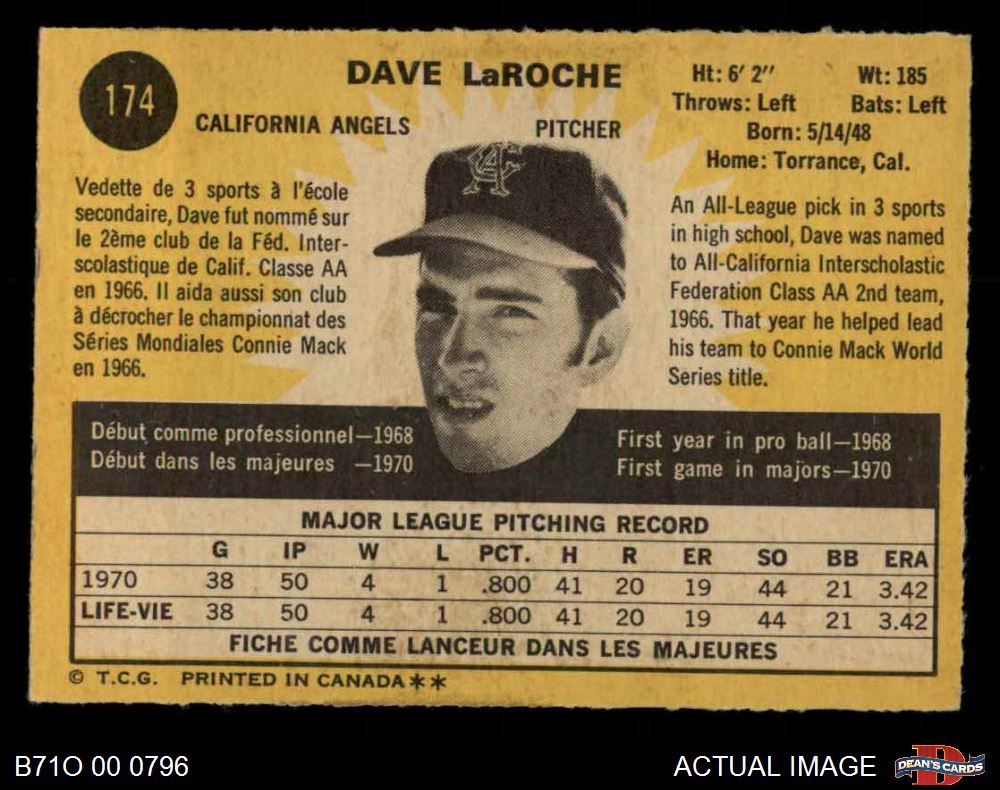 174
DAVE LaROCHE
CALIFORNIA ANGELS PITCHER
Ht: 6' 2" Wt: 185
Throws: Left Bats: Left
Born: 5/14/48
Home: Torrance, Cal.
Vedette de 3 sports à l'école
secondaire, Dave fut nommé sur
le 2ème club de la Féd. Inter-
scolastique de Calif. Classe AA
en 1966. Il aida aussi son club
à décrocher le championnat des
Séries Mondiales Connie Mack
en 1966.
CA
An All-League pick in 3 sports
in high school, Dave was named
to All-California Interscholastic
Federation Class AA 2nd team,
1966. That year he helped lead
his team to Connie Mack World
Series title.
Début comme professionnel—1968
Début dans les majeures —1970
First year in pro ball—1968
First game in majors—1970
MAJOR LEAGUE PITCHING RECORD
G IP W L PCT. H R ER SO BB ERA
1970 38 50 4 1 .800 41 20 19 44 21 3.42
LIFE-VIE 38 50 4 1 .800 41 20 19 44 21 3.42
FICHE COMME LANCEUR DANS LES MAJEURES
© T.C.G. PRINTED IN CANADA**
B71O 00 0796
ACTUAL IMAGE
D
DEAN'S CARDS